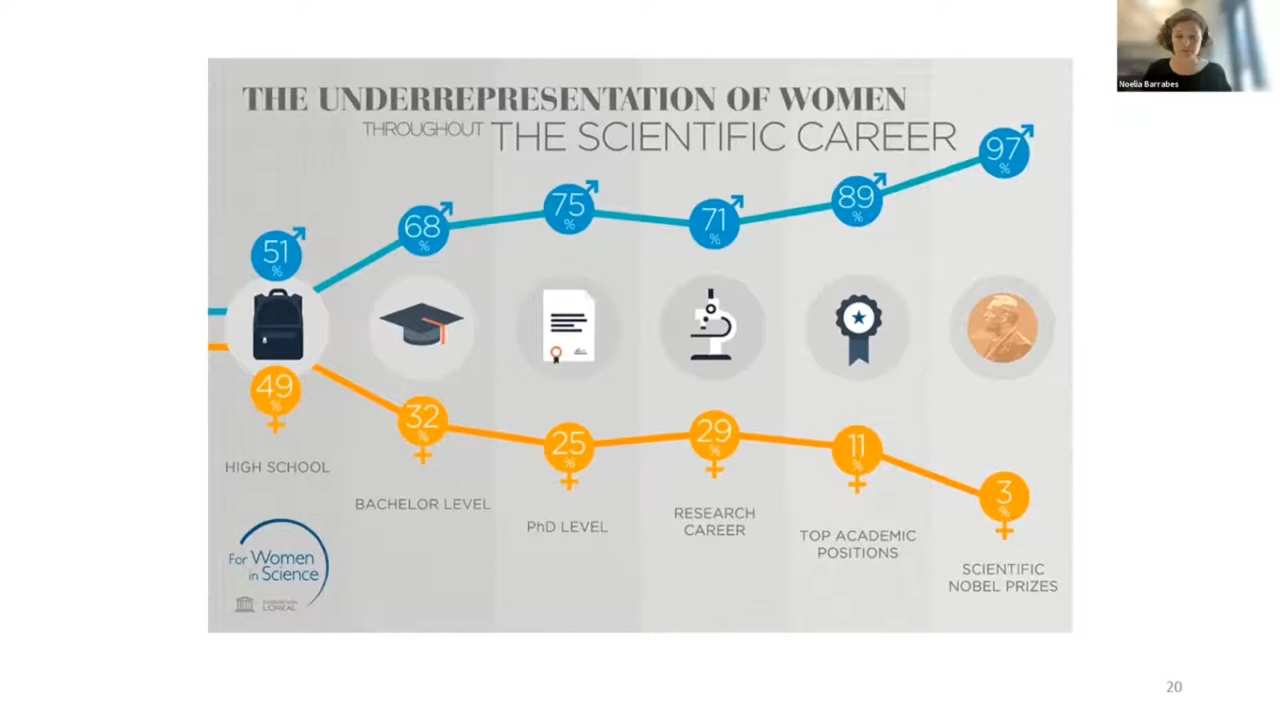 Noelia Barrabes
THE UNDERREPRESENTATION OF WOMEN
THROUGHOUT THE SCIENTIFIC CAREER
51
%
68
%
75
%
71
%
89
%
97
%
49
%
32
%
25
%
29
%
11
%
3
%
HIGH SCHOOL
BACHELOR LEVEL
PhD LEVEL
RESEARCH
CAREER
TOP ACADEMIC
POSITIONS
SCIENTIFIC
NOBEL PRIZES
For Women
in Science
FONDATION
L'ORÉAL
20